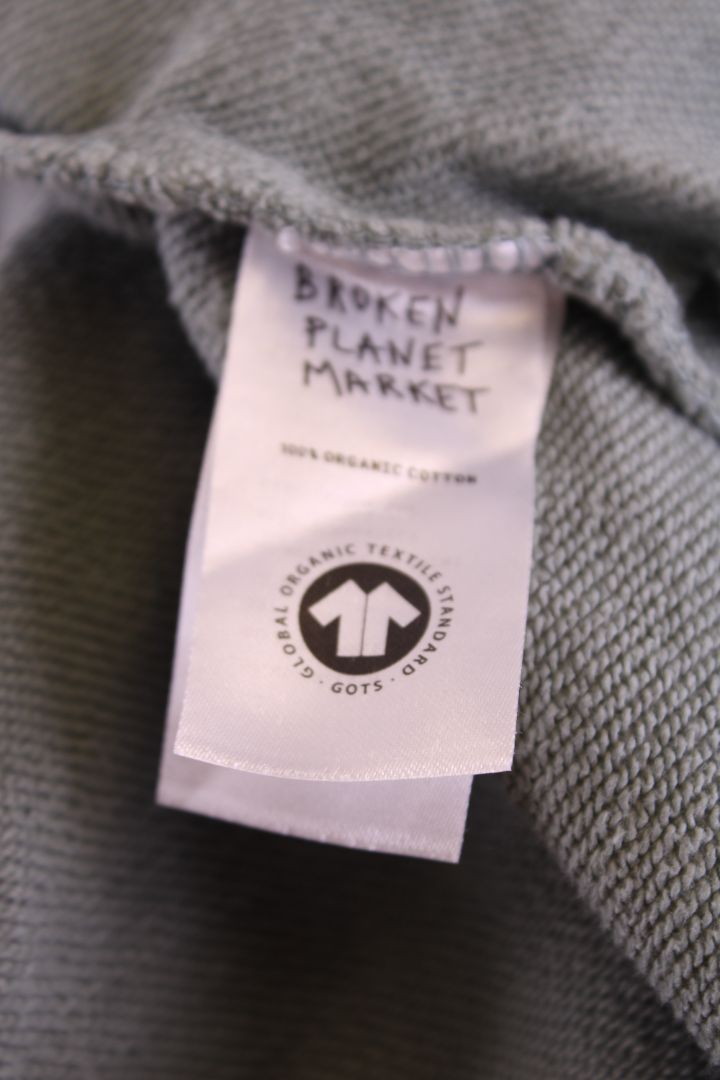 BROKEN
PLANET
MARKET
100% ORGANIC COTTON
GLOBAL ORGANIC TEXTILE STANDARD
· GOTS ·